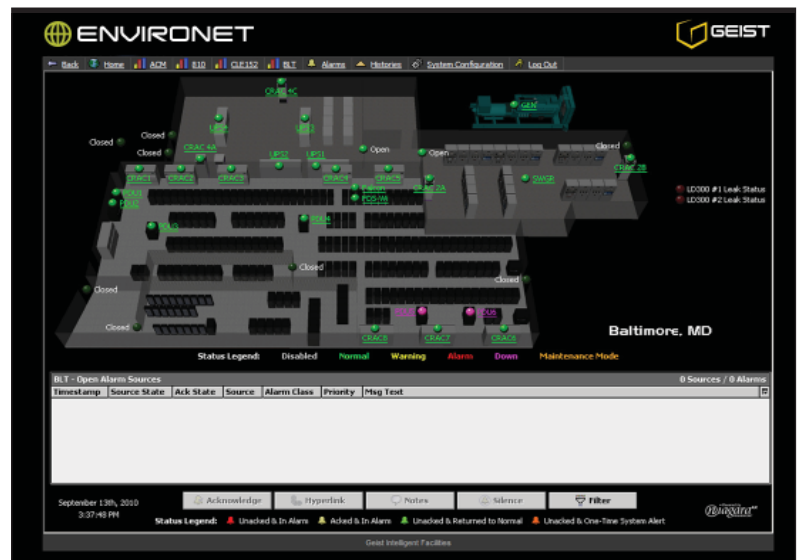 ENVIRONET
GEIST
Back Home ACM 810 CLE152 BLT Alarms Histories System Configuration Log Out
CRAC 4C
GEN
UPS4 UPS3
Closed Closed Closed
CRAC 4A UPS2 UPS1 Open Open Closed
CRAC1 CRAC2 CRAC3 CRAC4 CRAC5 CRAC 2A SWGR CRAC 2B
PDU1
PDU2
PDS-W
LD300 #1 Leak Status
LD300 #2 Leak Status
PDU3 PDU4
Closed Closed
Closed
Closed
PDU6
CRAC8 CRAC7 CRAC6
Baltimore, MD
Status Legend: Disabled Normal Warning Alarm Down Maintenance Mode
BLT - Open Alarm Sources 0 Sources / 0 Alarms
Timestamp Source State Ack State Source Alarm Class Priority Msg Text
September 13th, 2010
3:37:48 PM
Acknowledge Hyperlink Notes Silence Filter
Status Legend: Unacked & In Alarm Acked & In Alarm Unacked & Returned to Normal Unacked & One-Time System Alert
Niagara
Geist Intelligent Facilities